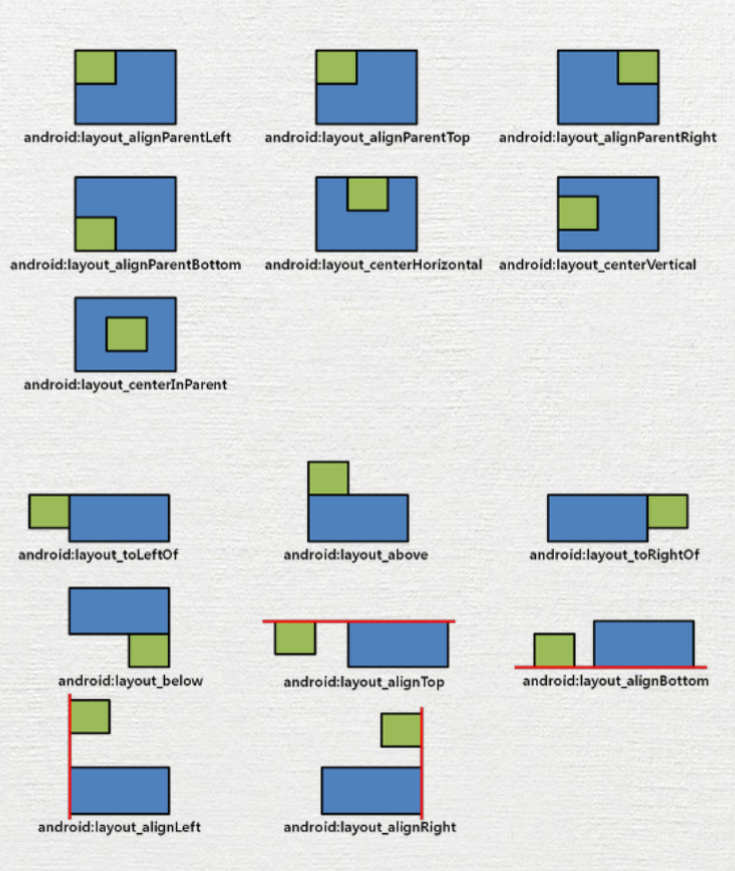 android:layout_alignParentLeft
android:layout_alignParentTop
android:layout_alignParentRight
android:layout_alignParentBottom
android:layout_centerHorizontal
android:layout_centerVertical
android:layout_centerInParent
android:layout_toLeftOf
android:layout_above
android:layout_toRightOf
android:layout_below
android:layout_alignTop
android:layout_alignBottom
android:layout_alignLeft
android:layout_alignRight